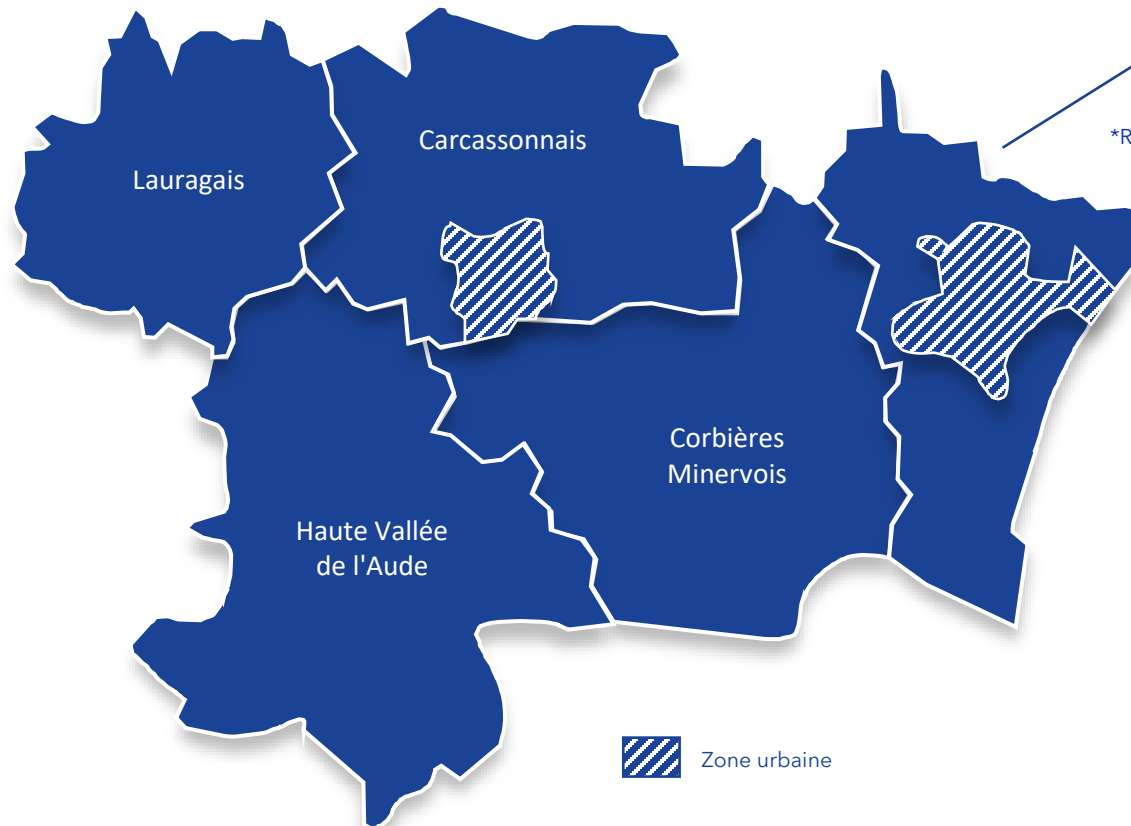 Carcassonnais
*R
Lauragais
Corbières
Minervois
Haute Vallée
de l'Aude
Zone urbaine